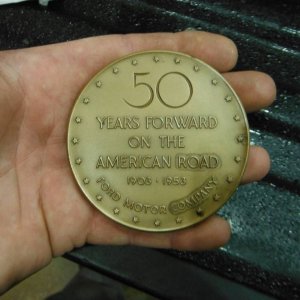 50
YEARS FORWARD
ON THE
AMERICAN ROAD
1903 · 1953
FORD MOTOR COMPANY